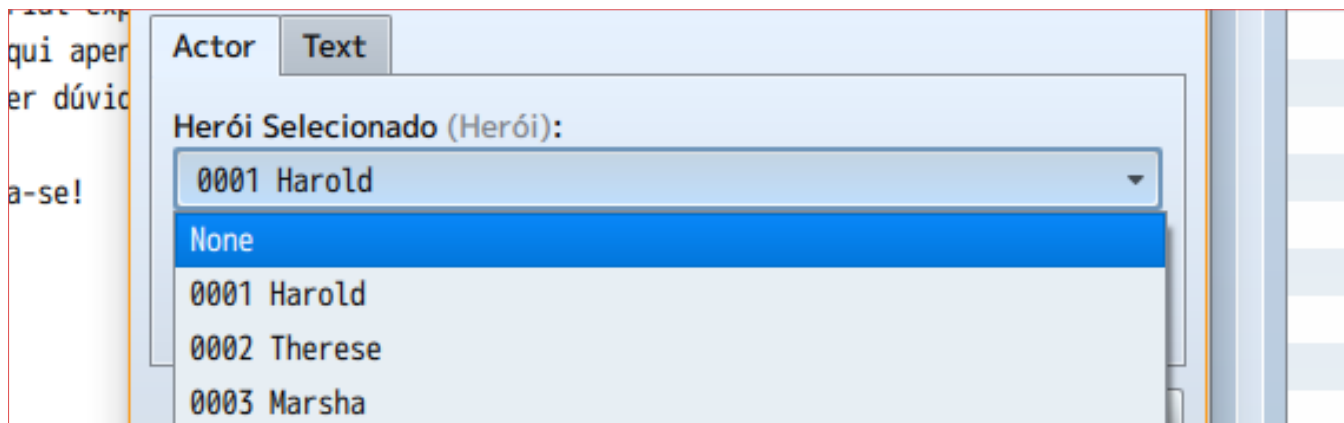 qui aper
er dúvid
a-se!
Actor Text
Herói Selecionado (Herói):
0001 Harold
None
0001 Harold
0002 Therese
0003 Marsha